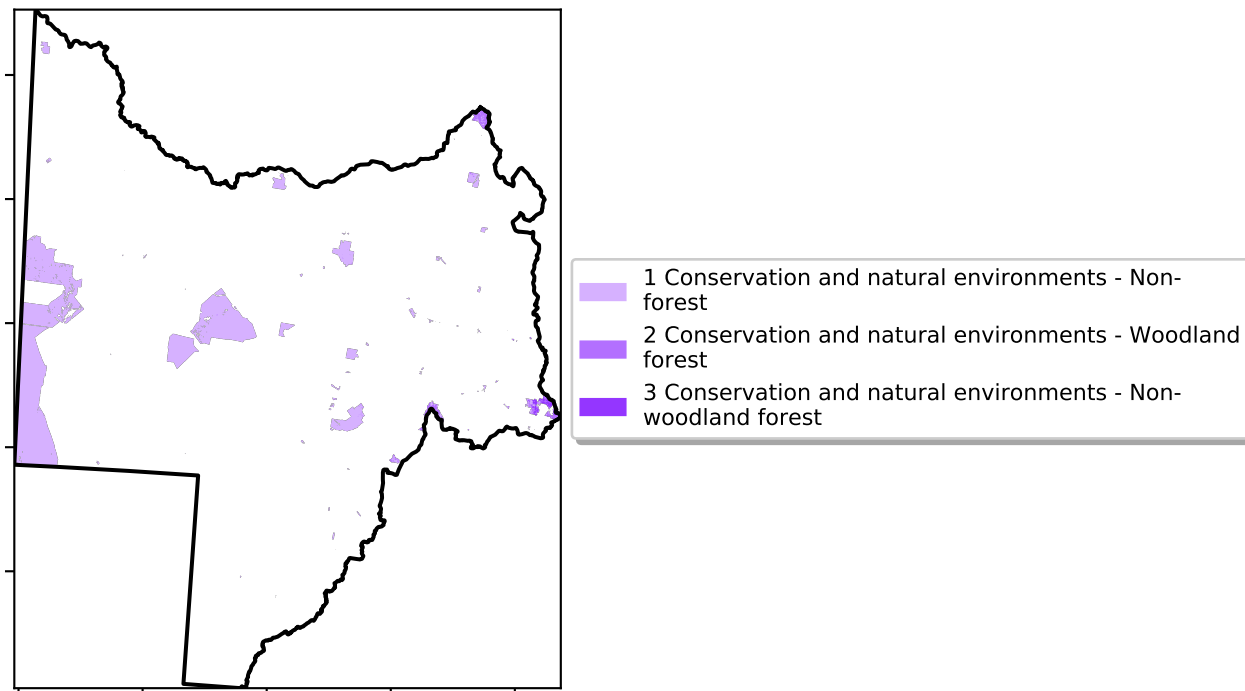 1 Conservation and natural environments - Non-
forest
2 Conservation and natural environments - Woodland
forest
3 Conservation and natural environments - Non-
woodland forest